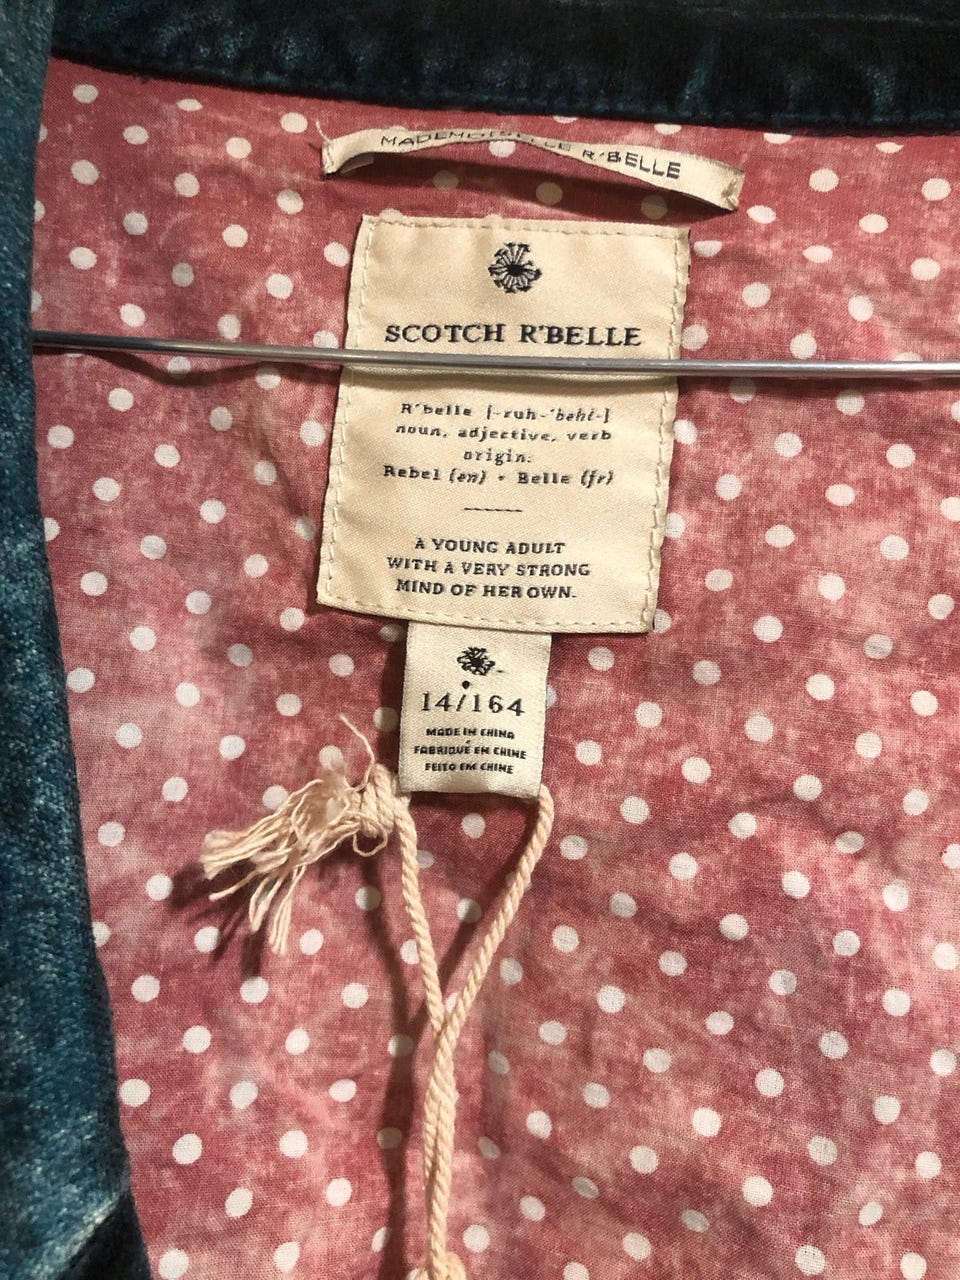 MADEMOISELLE R'BELLE
SCOTCH R'BELLE
R'belle [-ruh-'behl-]
noun, adjective, verb
origin:
Rebel (en) + Belle (fr)
A YOUNG ADULT
WITH A VERY STRONG
MIND OF HER OWN.
14/164
MADE IN CHINA
FABRIQUÉ EN CHINE
FEITO EM CHINE